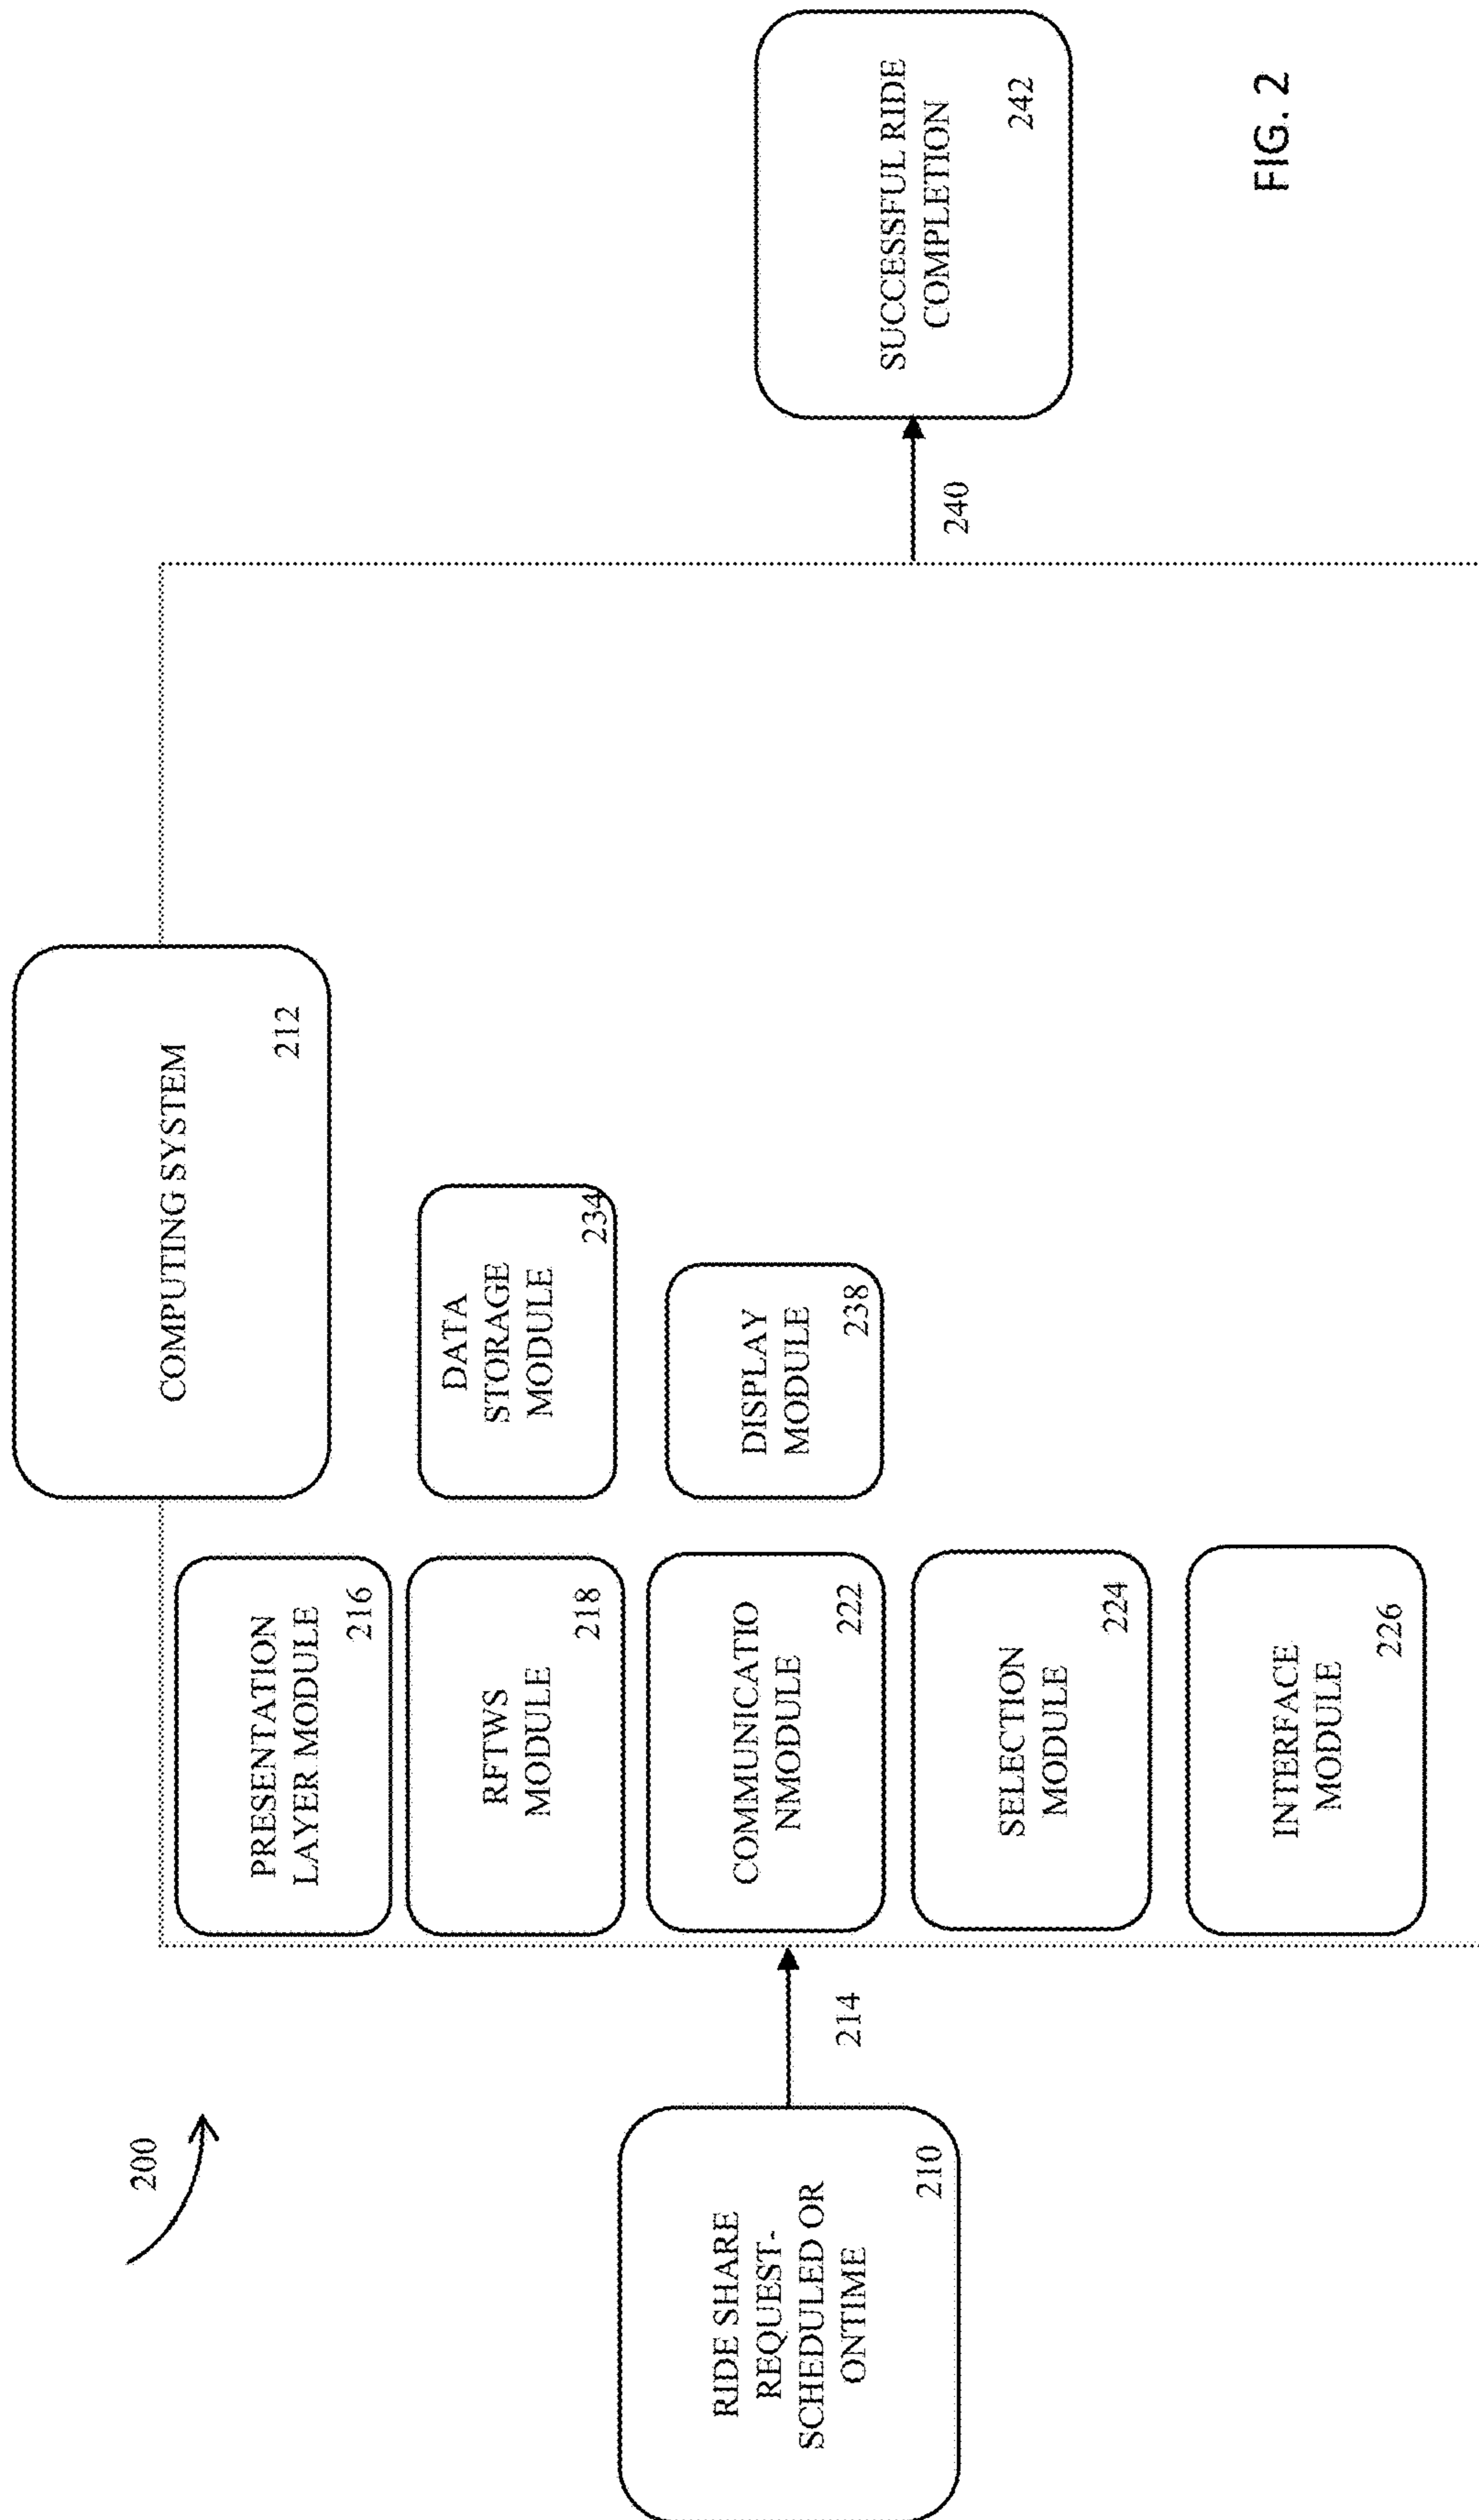 200
COMPUTING SYSTEM
212
PRESENTATION
LAYER MODULE
216
RFTWS
MODULE
218
DATA
STORAGE
MODULE
234
RIDE SHARE
REQUEST-
SCHEDULED OR
ONTIME
210
214
COMMUNICATIO
NMODULE
222
DISPLAY
MODULE
238
SELECTION
MODULE
224
INTERFACE
MODULE
226
240
SUCCESSFUL RIDE
COMPLETION
242
FIG. 2